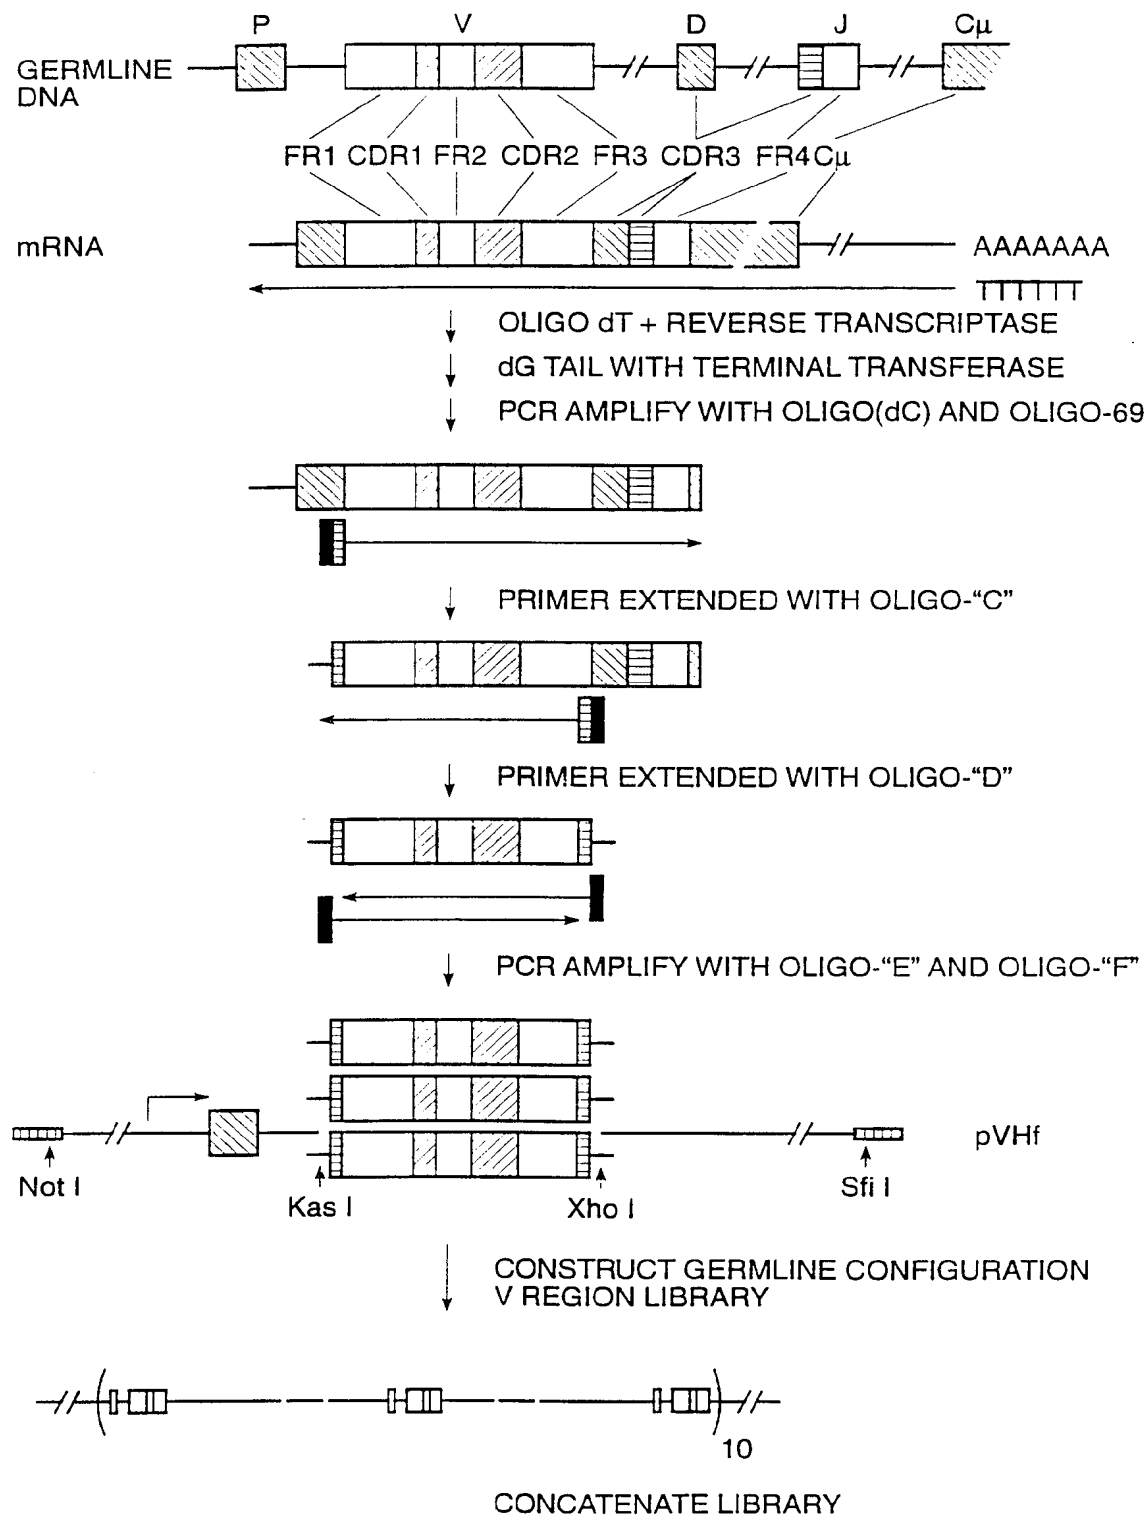 P V D J Cμ
GERMLINE
DNA
FR1 CDR1 FR2 CDR2 FR3 CDR3 FR4 Cμ
mRNA
AAAAAAA
OLIGO dT + REVERSE TRANSCRIPTASE
dG TAIL WITH TERMINAL TRANSFERASE
PCR AMPLIFY WITH OLIGO(dC) AND OLIGO-69
PRIMER EXTENDED WITH OLIGO-“C”
PRIMER EXTENDED WITH OLIGO-“D”
PCR AMPLIFY WITH OLIGO-“E” AND OLIGO-“F”
pVHf
Not I
Kas I
Xho I
Sfi I
CONSTRUCT GERMLINE CONFIGURATION
V REGION LIBRARY
10
CONCATENATE LIBRARY